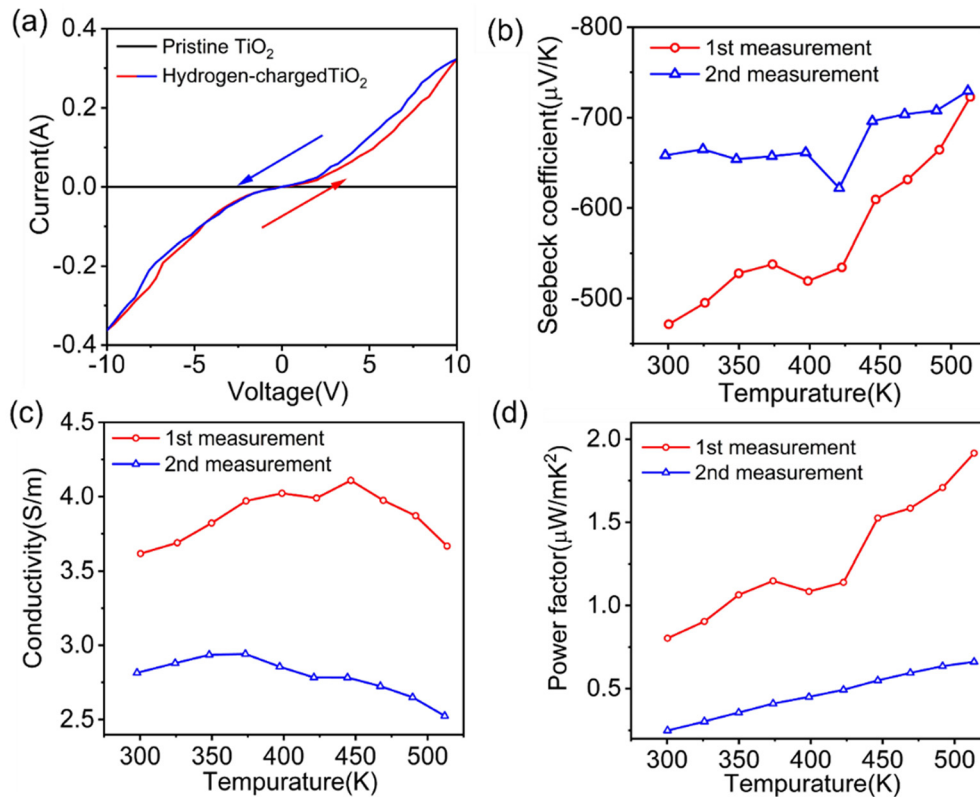 (a)
0.4
0.2
0.0
-0.2
-0.4
Current(A)
Pristine TiO2
Hydrogen-chargedTiO2
-10
-5
0
5
10
Voltage(V)
(b)
-800
-700
-600
-500
Seebeck coefficient(μV/K)
1st measurement
2nd measurement
300
350
400
450
500
Tempurature(K)
(c)
4.5
4.0
3.5
3.0
2.5
Conductivity(S/m)
1st measurement
2nd measurement
300
350
400
450
500
Tempurature(K)
(d)
2.0
1.5
1.0
0.5
Power factor(μW/mK²)
1st measurement
2nd measurement
300
350
400
450
500
Tempurature(K)